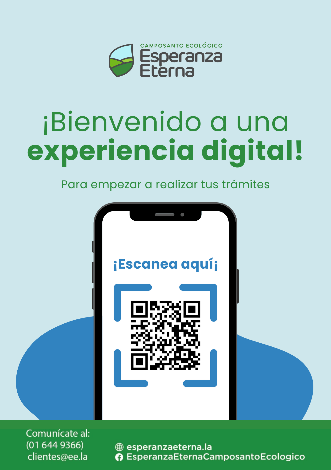 CAMPOSANTO ECOLÓGICO
Esperanza
Eterna
¡Bienvenido a una
experiencia digital!
Para empezar a realizar tus trámites
¡Escanea aquí¡
Comunícate al:
(01 644 9366)
clientes@ee.la
esperanzaeterna.la
EsperanzaEternaCamposantoEcologico